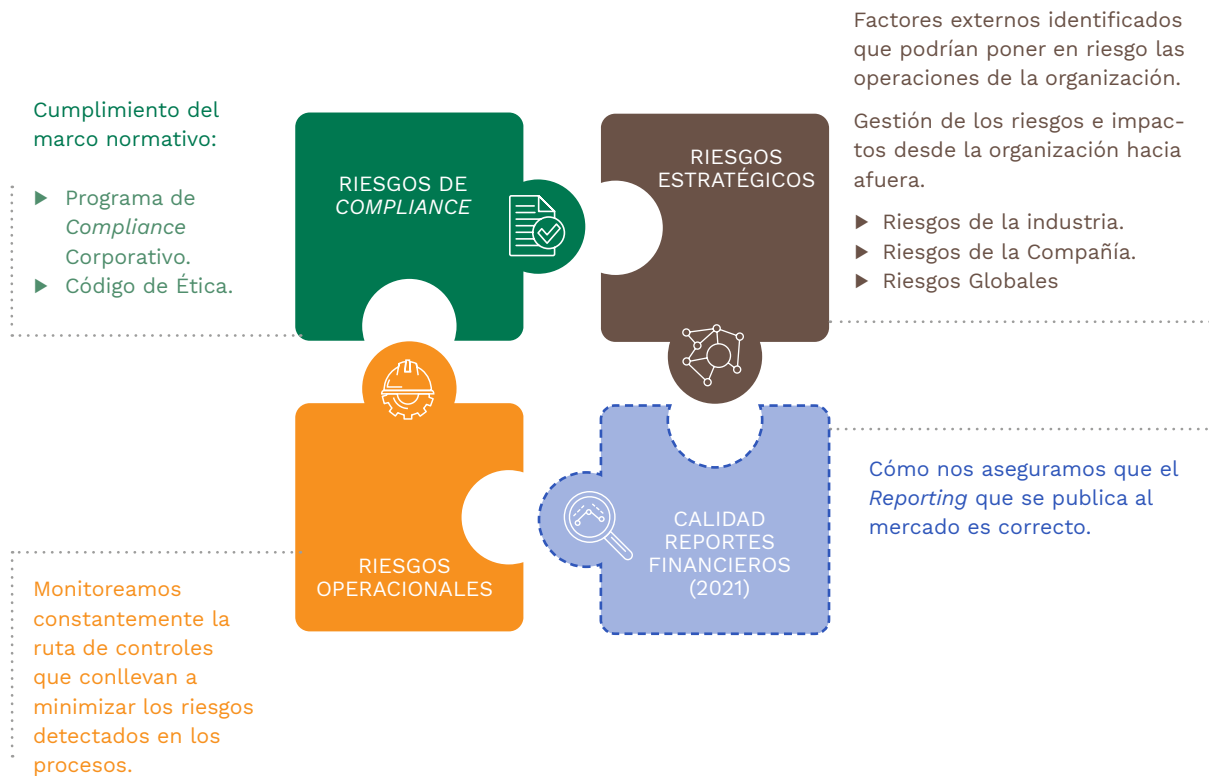 Cumplimiento del
marco normativo:
▶ Programa de
Compliance
Corporativo.
▶ Código de Ética.
RIESGOS DE
COMPLIANCE
RIESGOS
ESTRATÉGICOS
Factores externos identificados
que podrían poner en riesgo las
operaciones de la organización.
Gestión de los riesgos e impac-
tos desde la organización hacia
afuera.
▶ Riesgos de la industria.
▶ Riesgos de la Compañía.
▶ Riesgos Globales
Monitoreamos
constantemente la
ruta de controles
que conllevan a
minimizar los riesgos
detectados en los
procesos.
RIESGOS
OPERACIONALES
CALIDAD
REPORTES
FINANCIEROS
(2021)
Cómo nos aseguramos que el
Reporting que se publica al
mercado es correcto.